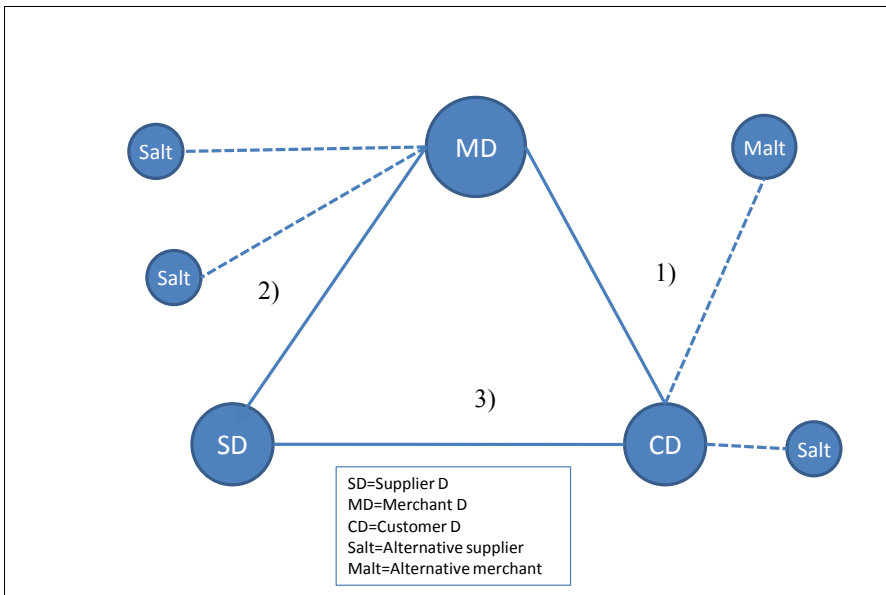 MD
Salt
Malt
Salt
1)
2)
3)
SD
CD
Salt
SD=Supplier D
MD=Merchant D
CD=Customer D
Salt=Alternative supplier
Malt=Alternative merchant